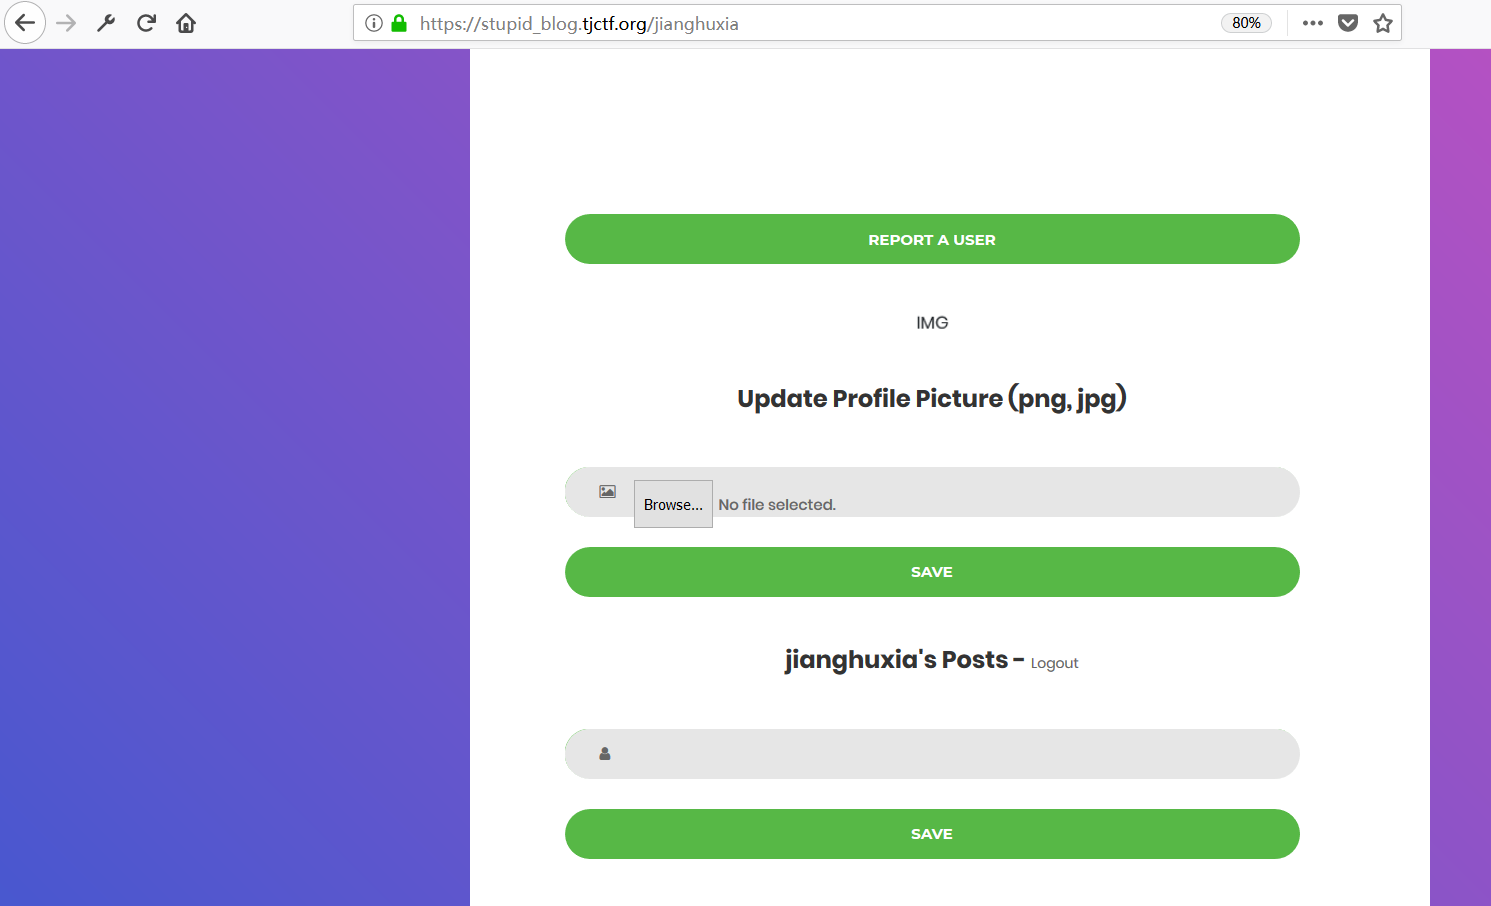 https://stupid_blog.tjctf.org/jianghuxia
80%
REPORT A USER
IMG
Update Profile Picture (png, jpg)
Browse... No file selected.
SAVE
jianghuxia's Posts - Logout
SAVE